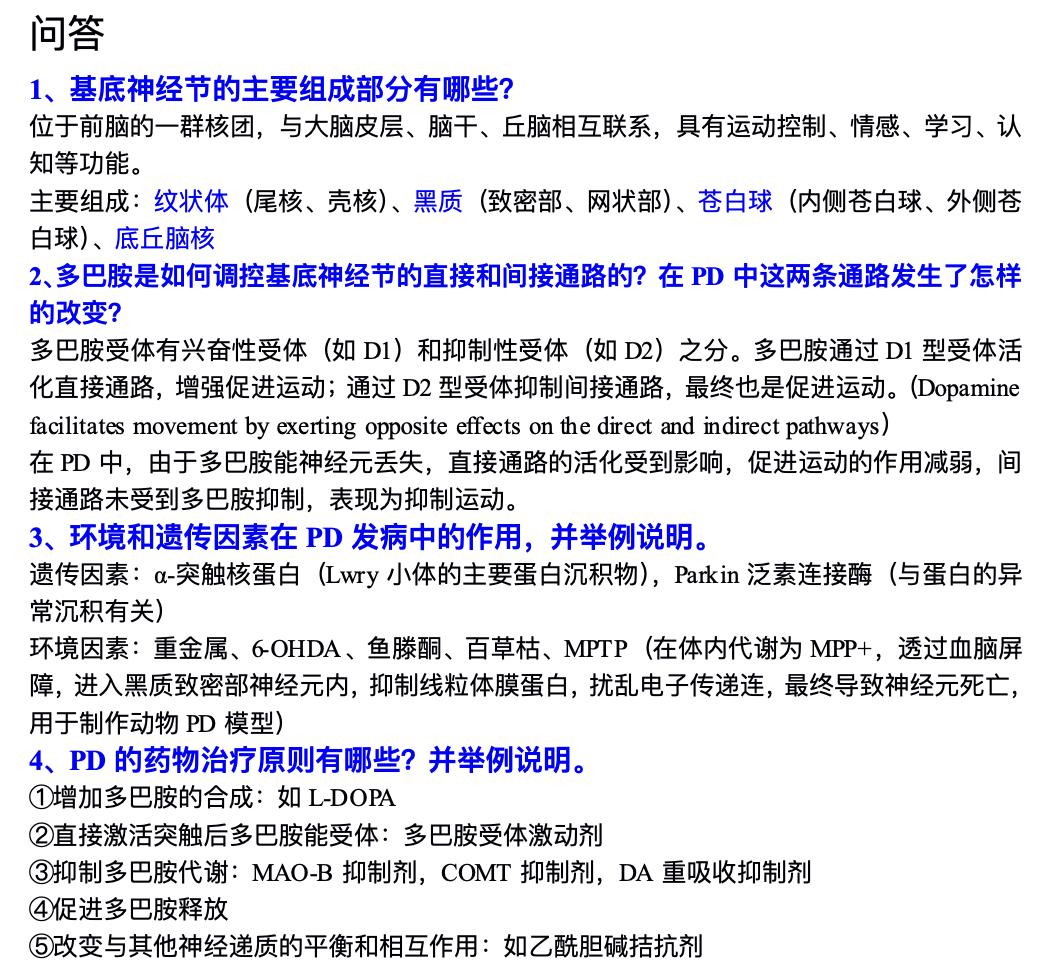 问答
1、基底神经节的主要组成部分有哪些？
位于前脑的一群核团，与大脑皮层、脑干、丘脑相互联系，具有运动控制、情感、学习、认
知等功能。
主要组成：纹状体（尾核、壳核）、黑质（致密部、网状部）、苍白球（内侧苍白球、外侧苍
白球）、底丘脑核
2、多巴胺是如何调控基底神经节的直接和间接通路的？在 PD 中这两条通路发生了怎样
的改变？
多巴胺受体有兴奋性受体（如 D1）和抑制性受体（如 D2）之分。多巴胺通过 D1 型受体活
化直接通路，增强促进运动；通过 D2 型受体抑制间接通路，最终也是促进运动。（Dopamine
facilitates movement by exerting opposite effects on the direct and indirect pathways）
在 PD 中，由于多巴胺能神经元丢失，直接通路的活化受到影响，促进运动的作用减弱，间
接通路未受到多巴胺抑制，表现为抑制运动。
3、环境和遗传因素在 PD 发病中的作用，并举例说明。
遗传因素：α-突触核蛋白（Lwry 小体的主要蛋白沉积物），Parkin 泛素连接酶（与蛋白的异
常沉积有关）
环境因素：重金属、6-OHDA、鱼滕酮、百草枯、MPTP（在体内代谢为 MPP+，透过血脑屏
障，进入黑质致密部神经元内，抑制线粒体膜蛋白，扰乱电子传递连，最终导致神经元死亡，
用于制作动物 PD 模型）
4、PD 的药物治疗原则有哪些？并举例说明。
①增加多巴胺的合成：如 L-DOPA
②直接激活突触后多巴胺能受体：多巴胺受体激动剂
③抑制多巴胺代谢：MAO-B 抑制剂，COMT 抑制剂，DA 重吸收抑制剂
④促进多巴胺释放
⑤改变与其他神经递质的平衡和相互作用：如乙酰胆碱拮抗剂